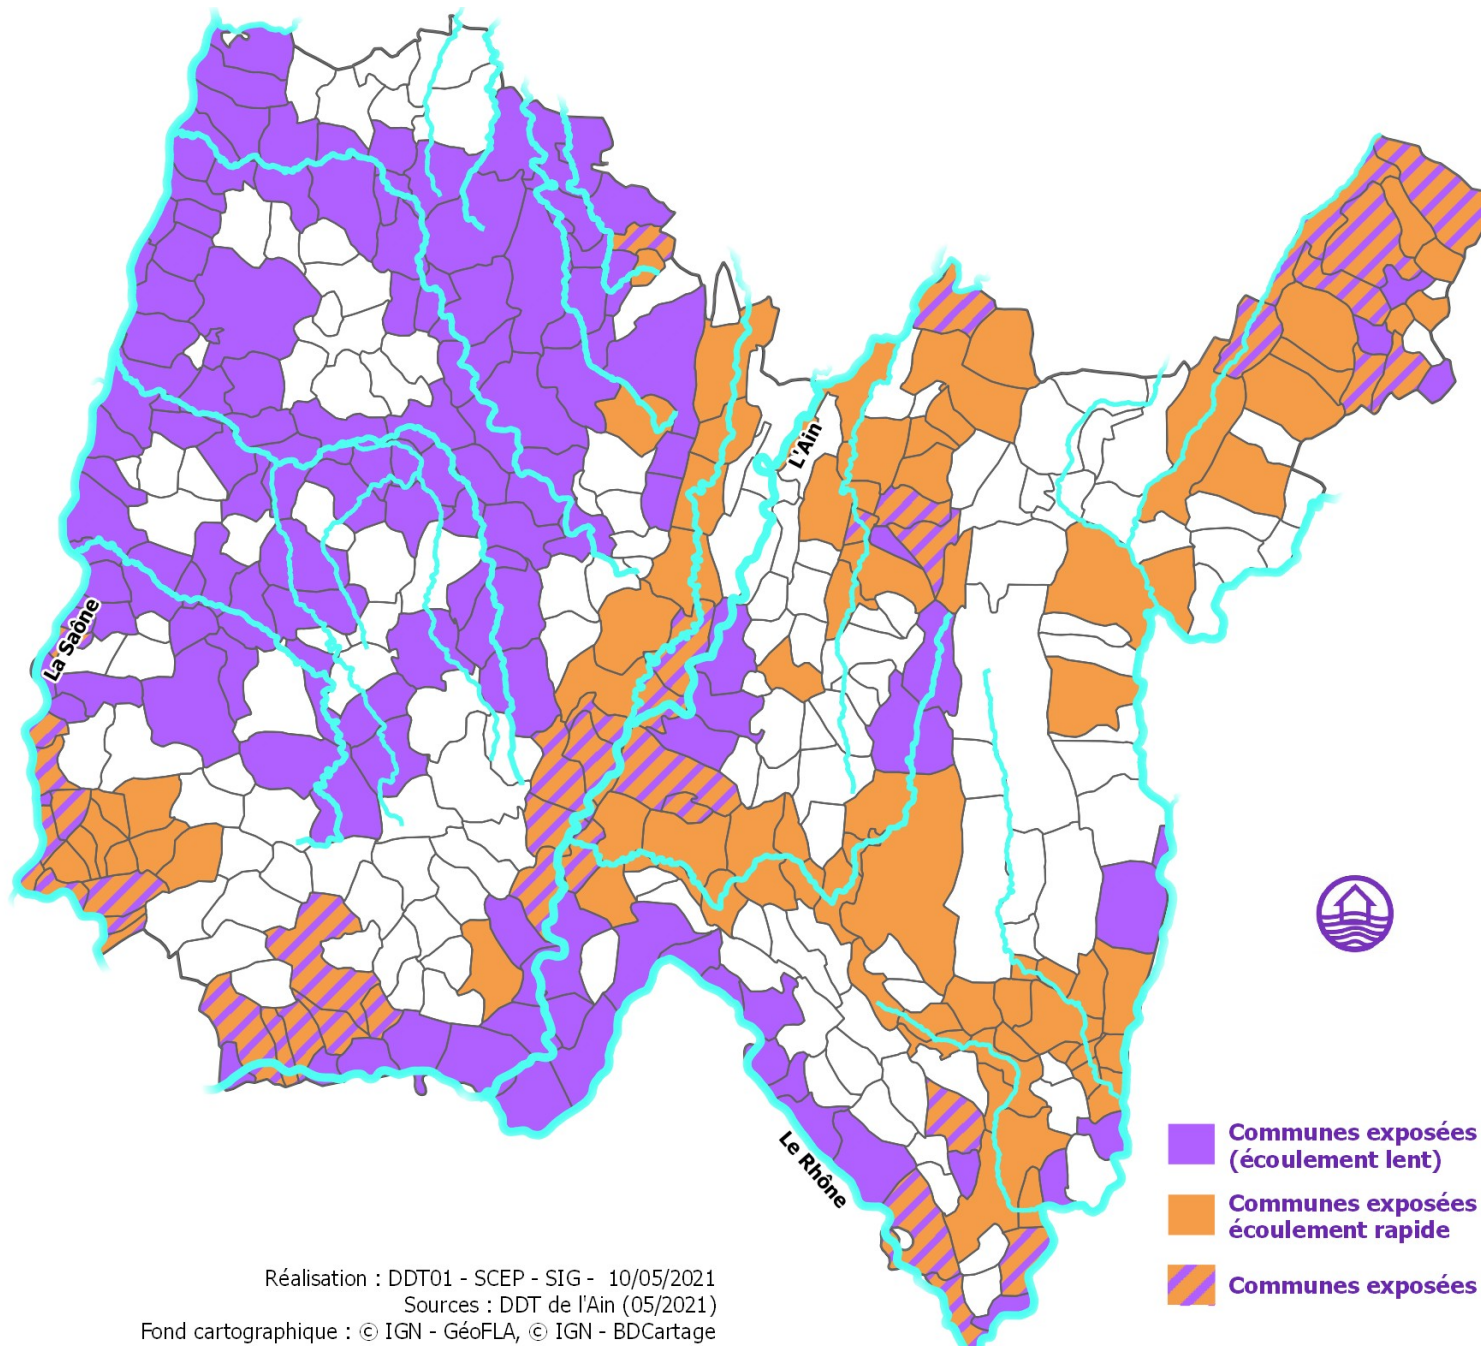 L'Ain
La Saône
Le Rhône
Communes exposées
(écoulement lent)
Communes exposées
écoulement rapide
Communes exposées
Réalisation : DDT01 - SCEP - SIG - 10/05/2021
Sources : DDT de l'Ain (05/2021)
Fond cartographique : © IGN - GéoFLA, © IGN - BDCartage